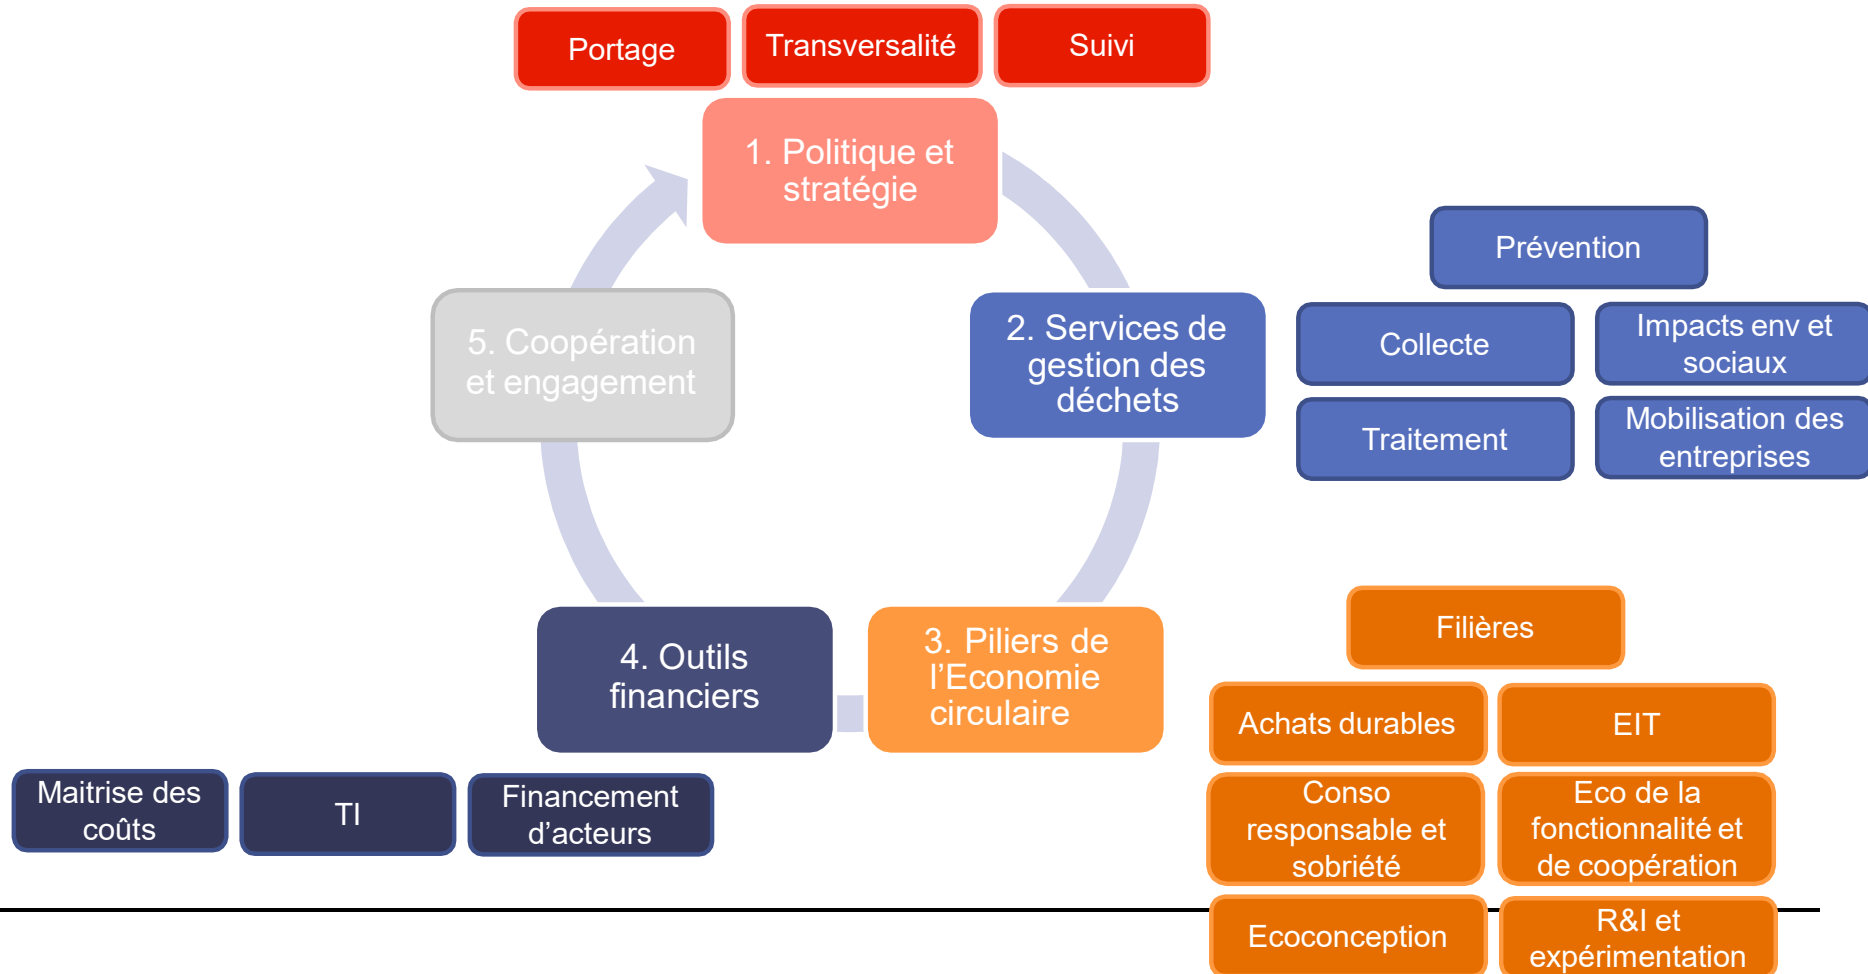 Portage
Transversalité
Suivi
1. Politique et
stratégie
2. Services de
gestion des
déchets
Prévention
Collecte
Impacts env et
sociaux
Traitement
Mobilisation des
entreprises
3. Piliers de
l’Economie
circulaire
Filières
Achats durables
EIT
Conso
responsable et
sobriété
Eco de la
fonctionnalité et
de coopération
Ecoconception
R&I et
expérimentation
4. Outils
financiers
Maitrise des
coûts
TI
Financement
d’acteurs
5. Coopération
et engagement